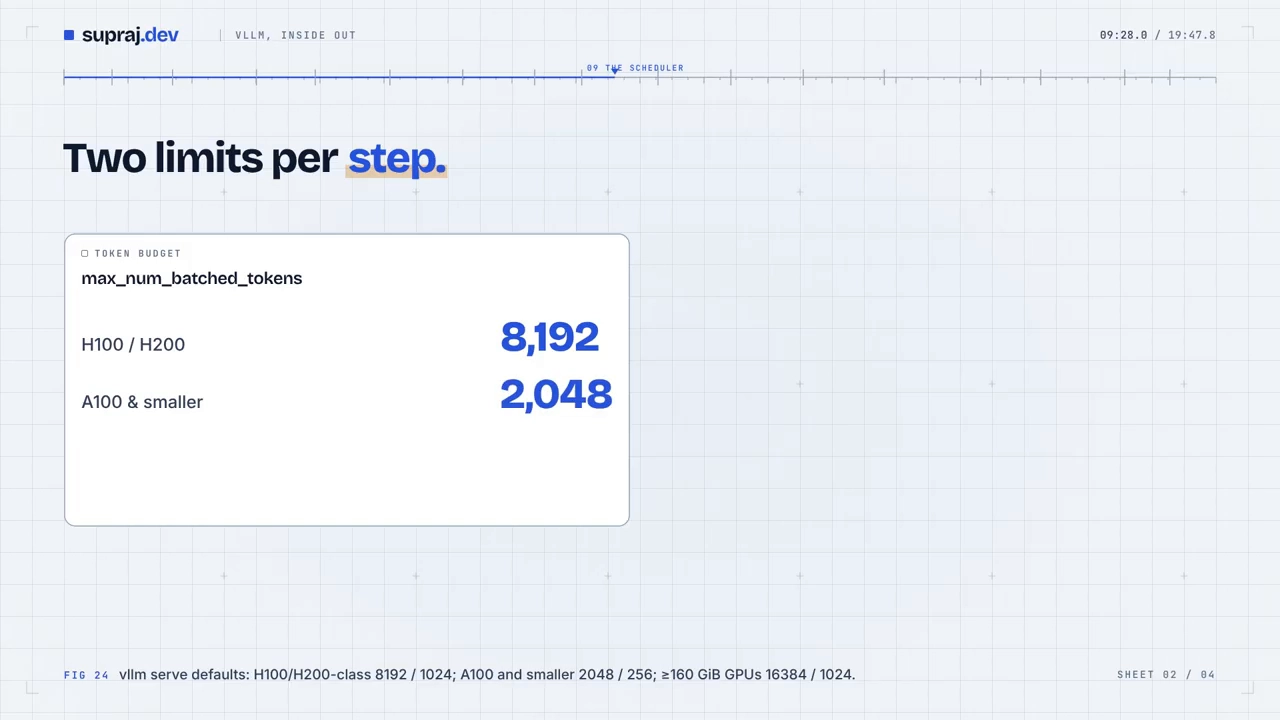 supraj.dev
VLLM, INSIDE OUT
09:28.0 / 19:47.8
09 THE SCHEDULER
Two limits per step.
TOKEN BUDGET
max_num_batched_tokens
H100 / H200 8,192
A100 & smaller 2,048
FIG 24 vllm serve defaults: H100/H200-class 8192 / 1024; A100 and smaller 2048 / 256; ≥160 GiB GPUs 16384 / 1024.
SHEET 02 / 04